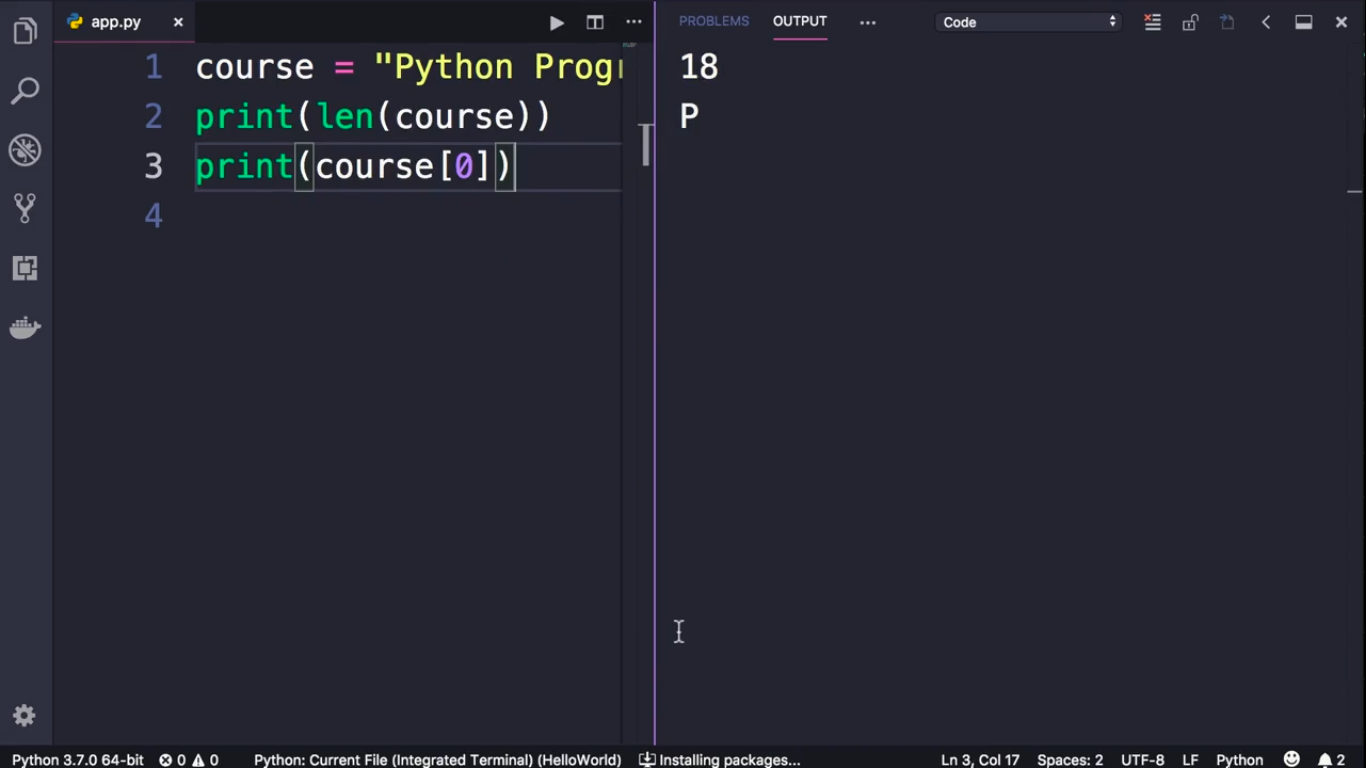 app.py
1 course = "Python Prog
2 print(len(course))
3 print(course[0])
4
PROBLEMS OUTPUT Code
18
P
Python 3.7.0 64-bit 0 0 Python: Current File (Integrated Terminal) (HelloWorld) Installing packages... Ln 3, Col 17 Spaces: 2 UTF-8 LF Python 2